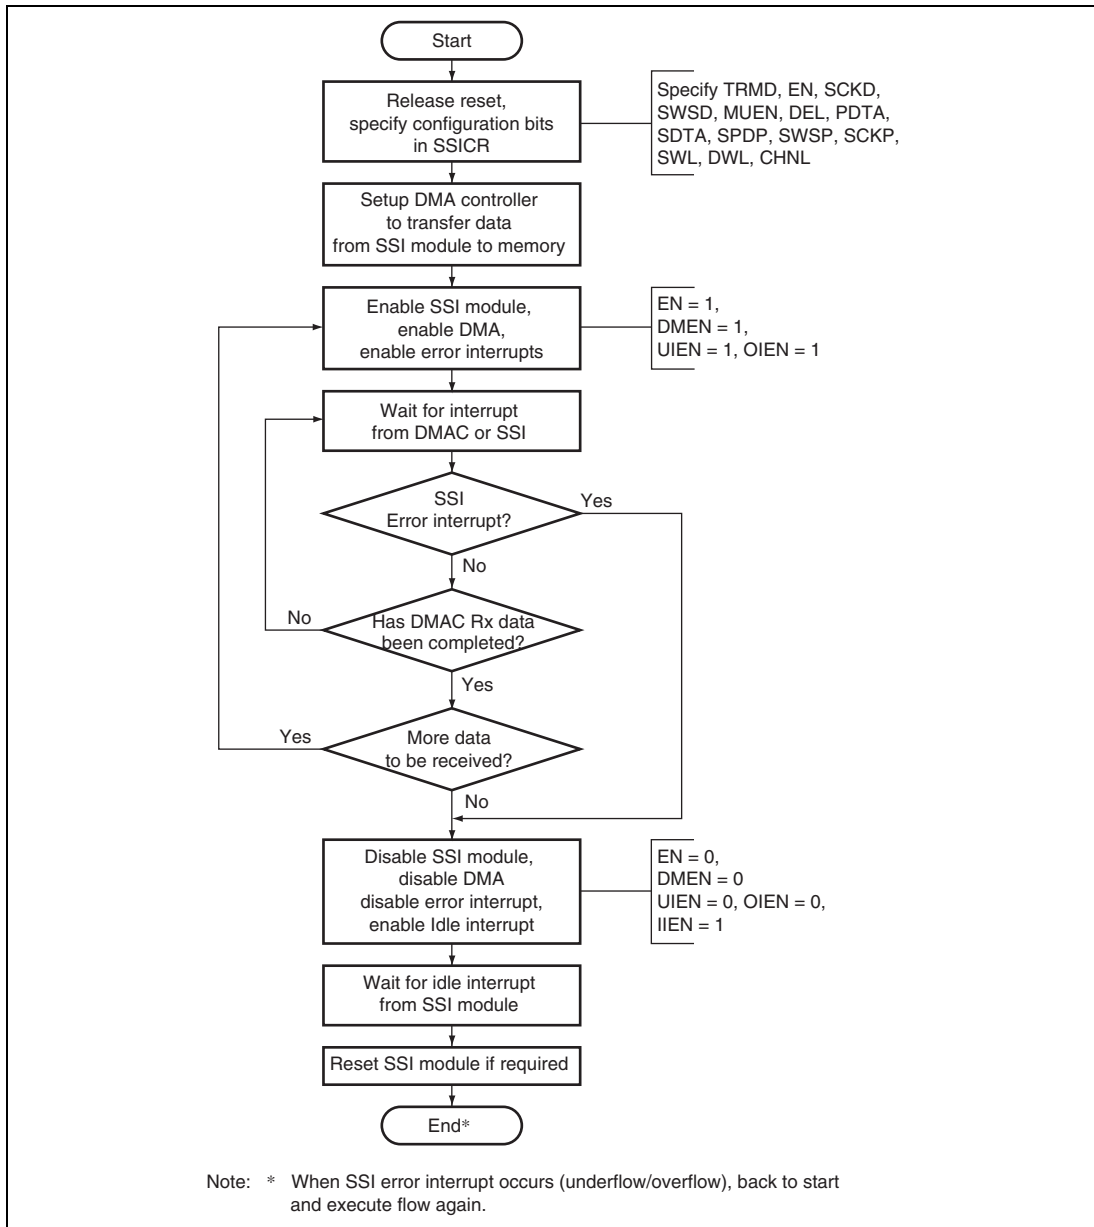 Start
Release reset,
specify configuration bits
in SSICR
Specify TRMD, EN, SCKD,
SWSD, MUEN, DEL, PDTA,
SDTA, SPDP, SWSP, SCKP,
SWL, DWL, CHNL
Setup DMA controller
to transfer data
from SSI module to memory
Enable SSI module,
enable DMA,
enable error interrupts
EN = 1,
DMEN = 1,
UIEN = 1, OIEN = 1
Wait for interrupt
from DMAC or SSI
SSI
Error interrupt?
Yes
No
Has DMAC Rx data
been completed?
No
Yes
More data
to be received?
Yes
No
Disable SSI module,
disable DMA
disable error interrupt,
enable Idle interrupt
EN = 0,
DMEN = 0
UIEN = 0, OIEN = 0,
IIEN = 1
Wait for idle interrupt
from SSI module
Reset SSI module if required
End*
Note: * When SSI error interrupt occurs (underflow/overflow), back to start
and execute flow again.